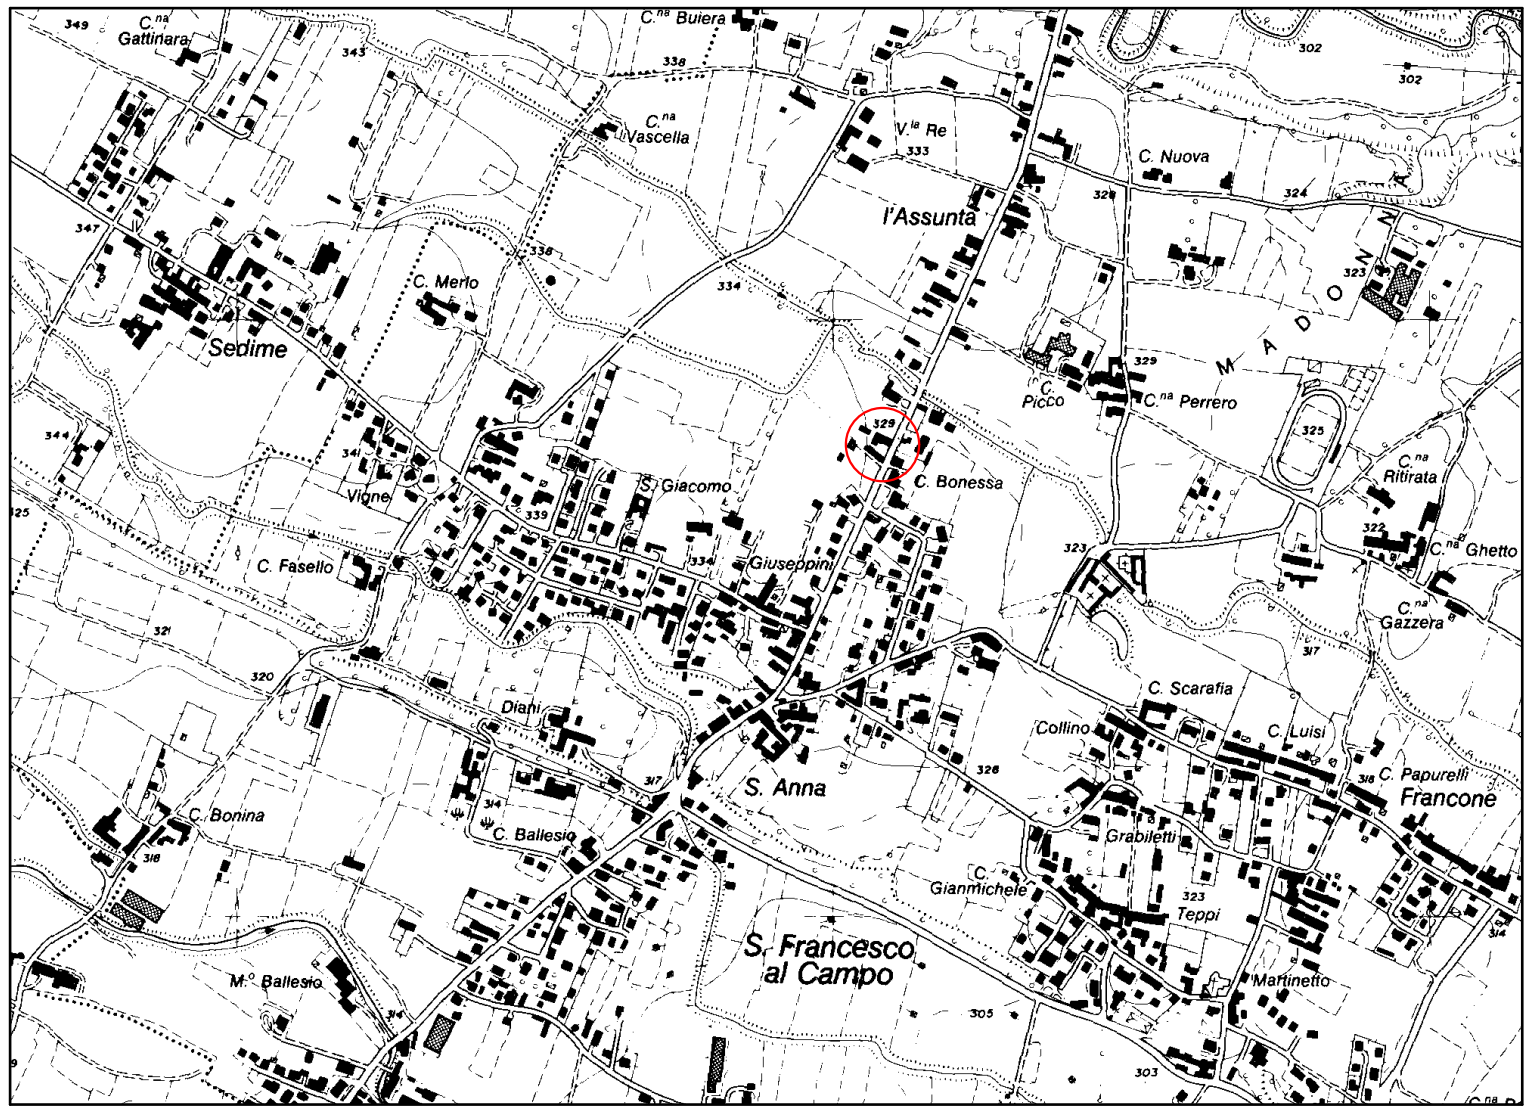 349
C.na
Gattinara
343
C.na Buiera
338
302
302
C.na
Vascella
V.la Re
333
C. Nuova
328
324
347
l'Assunta
338
334
C. Merlo
323
MADONNA
Sedime
329
C.
Picco
C.na Perrero
329
325
344
341
Vigne
S. Giacomo
339
C. Bonessa
C.na
Ritirata
322
C.na Ghetto
325
C. Fasello
334
Giuseppini
323
C.na
Gazzera
321
317
320
Diani
C. Scarafia
Collino
C. Luisi
317
326
318
C. Papurelli
S. Anna
Francone
314
C. Bonina
C. Ballesio
Grabiletti
318
C.
Gianmichele
323
Teppi
314
S. Francesco
al Campo
M.o Ballesio
Martinetto
314
305
303